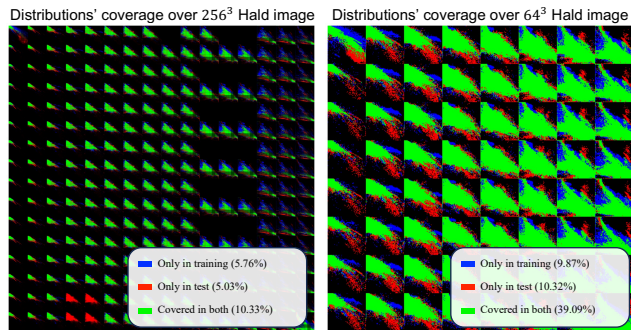 Distributions' coverage over 256³ Hald image
Only in training (5.76%)
Only in test (5.03%)
Covered in both (10.33%)
Distributions' coverage over 64³ Hald image
Only in training (9.87%)
Only in test (10.32%)
Covered in both (39.09%)